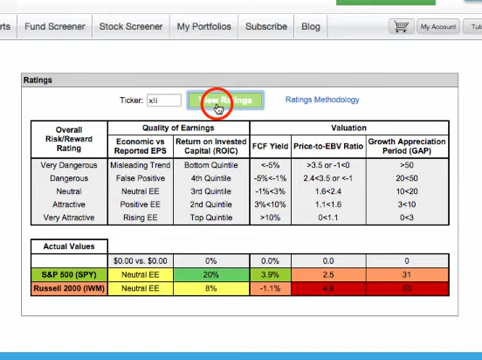 rts Fund Screener Stock Screener My Portfolios Subscribe Blog My Account Tut
Ratings
Ticker: xli View Ratings Ratings Methodology
Overall Risk/Reward Rating Quality of Earnings Valuation
Economic vs Reported EPS Return on Invested Capital (ROIC) FCF Yield Price-to-EBV Ratio Growth Appreciation Period (GAP)
Very Dangerous Misleading Trend Bottom Quintile <-5% >3.5 or -1<0 >50
Dangerous False Positive 4th Quintile -5%<-1% 2.4<3.5 or <-1 20<50
Neutral Neutral EE 3rd Quintile -1%<3% 1.6<2.4 10<20
Attractive Positive EE 2nd Quintile 3%<10% 1.1<1.6 3<10
Very Attractive Rising EE Top Quintile >10% 0<1.1 0<3
Actual Values
$0.00 vs. $0.00 0% 0.0% 0.0 0
S&P 500 (SPY) Neutral EE 20% 3.9% 2.5 31
Russell 2000 (IWM) Neutral EE 8% -1.1%